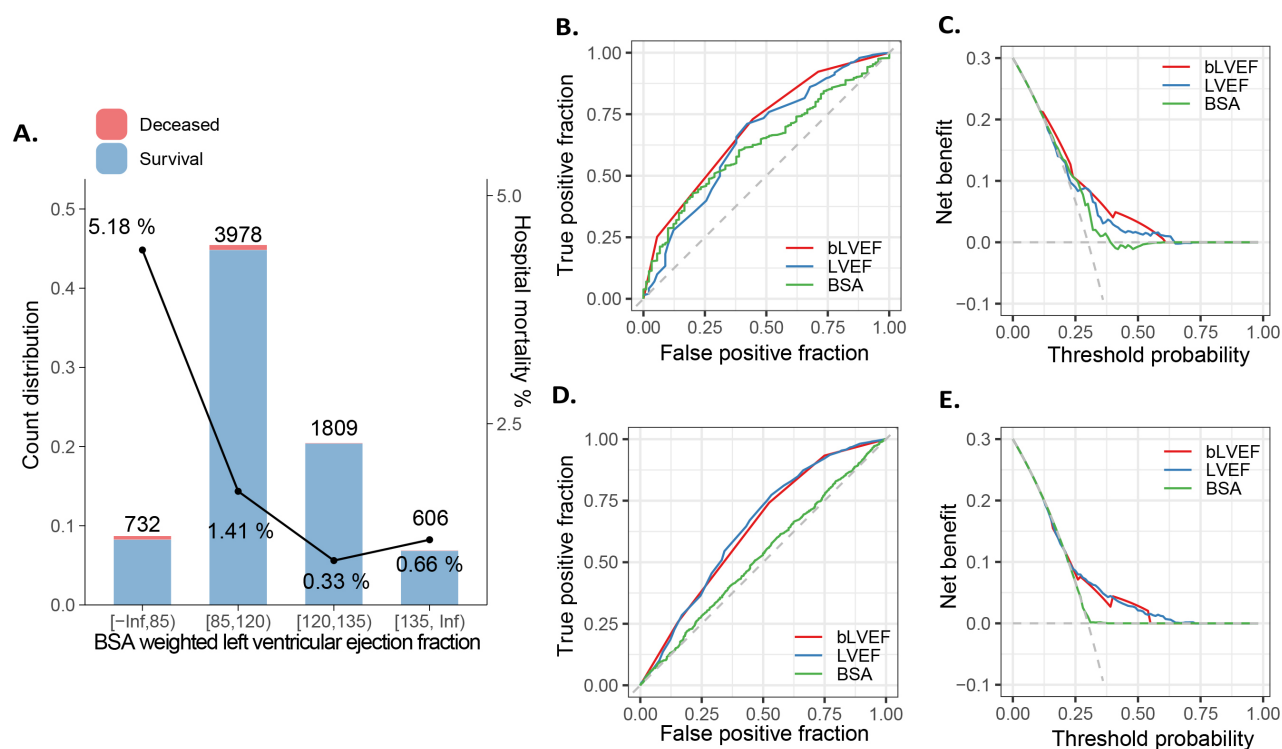 A.
Deceased
Survival
Count distribution
0.5
0.4
0.3
0.2
0.1
0.0
5.18 %
3978
1809
732
606
1.41 %
0.33 %
0.66 %
5.0
2.5
Hospital mortality %
[−Inf,85)
[85,120)
[120,135)
[135, Inf)
BSA weighted left ventricular ejection fraction
B.
True positive fraction
1.00
0.75
0.50
0.25
0.00
bLVEF
LVEF
BSA
0.00
0.25
0.50
0.75
1.00
False positive fraction
C.
Net benefit
0.3
0.2
0.1
0.0
−0.1
bLVEF
LVEF
BSA
0.00
0.25
0.50
0.75
1.00
Threshold probability
D.
True positive fraction
1.00
0.75
0.50
0.25
0.00
bLVEF
LVEF
BSA
0.00
0.25
0.50
0.75
1.00
False positive fraction
E.
Net benefit
0.3
0.2
0.1
0.0
−0.1
bLVEF
LVEF
BSA
0.00
0.25
0.50
0.75
1.00
Threshold probability